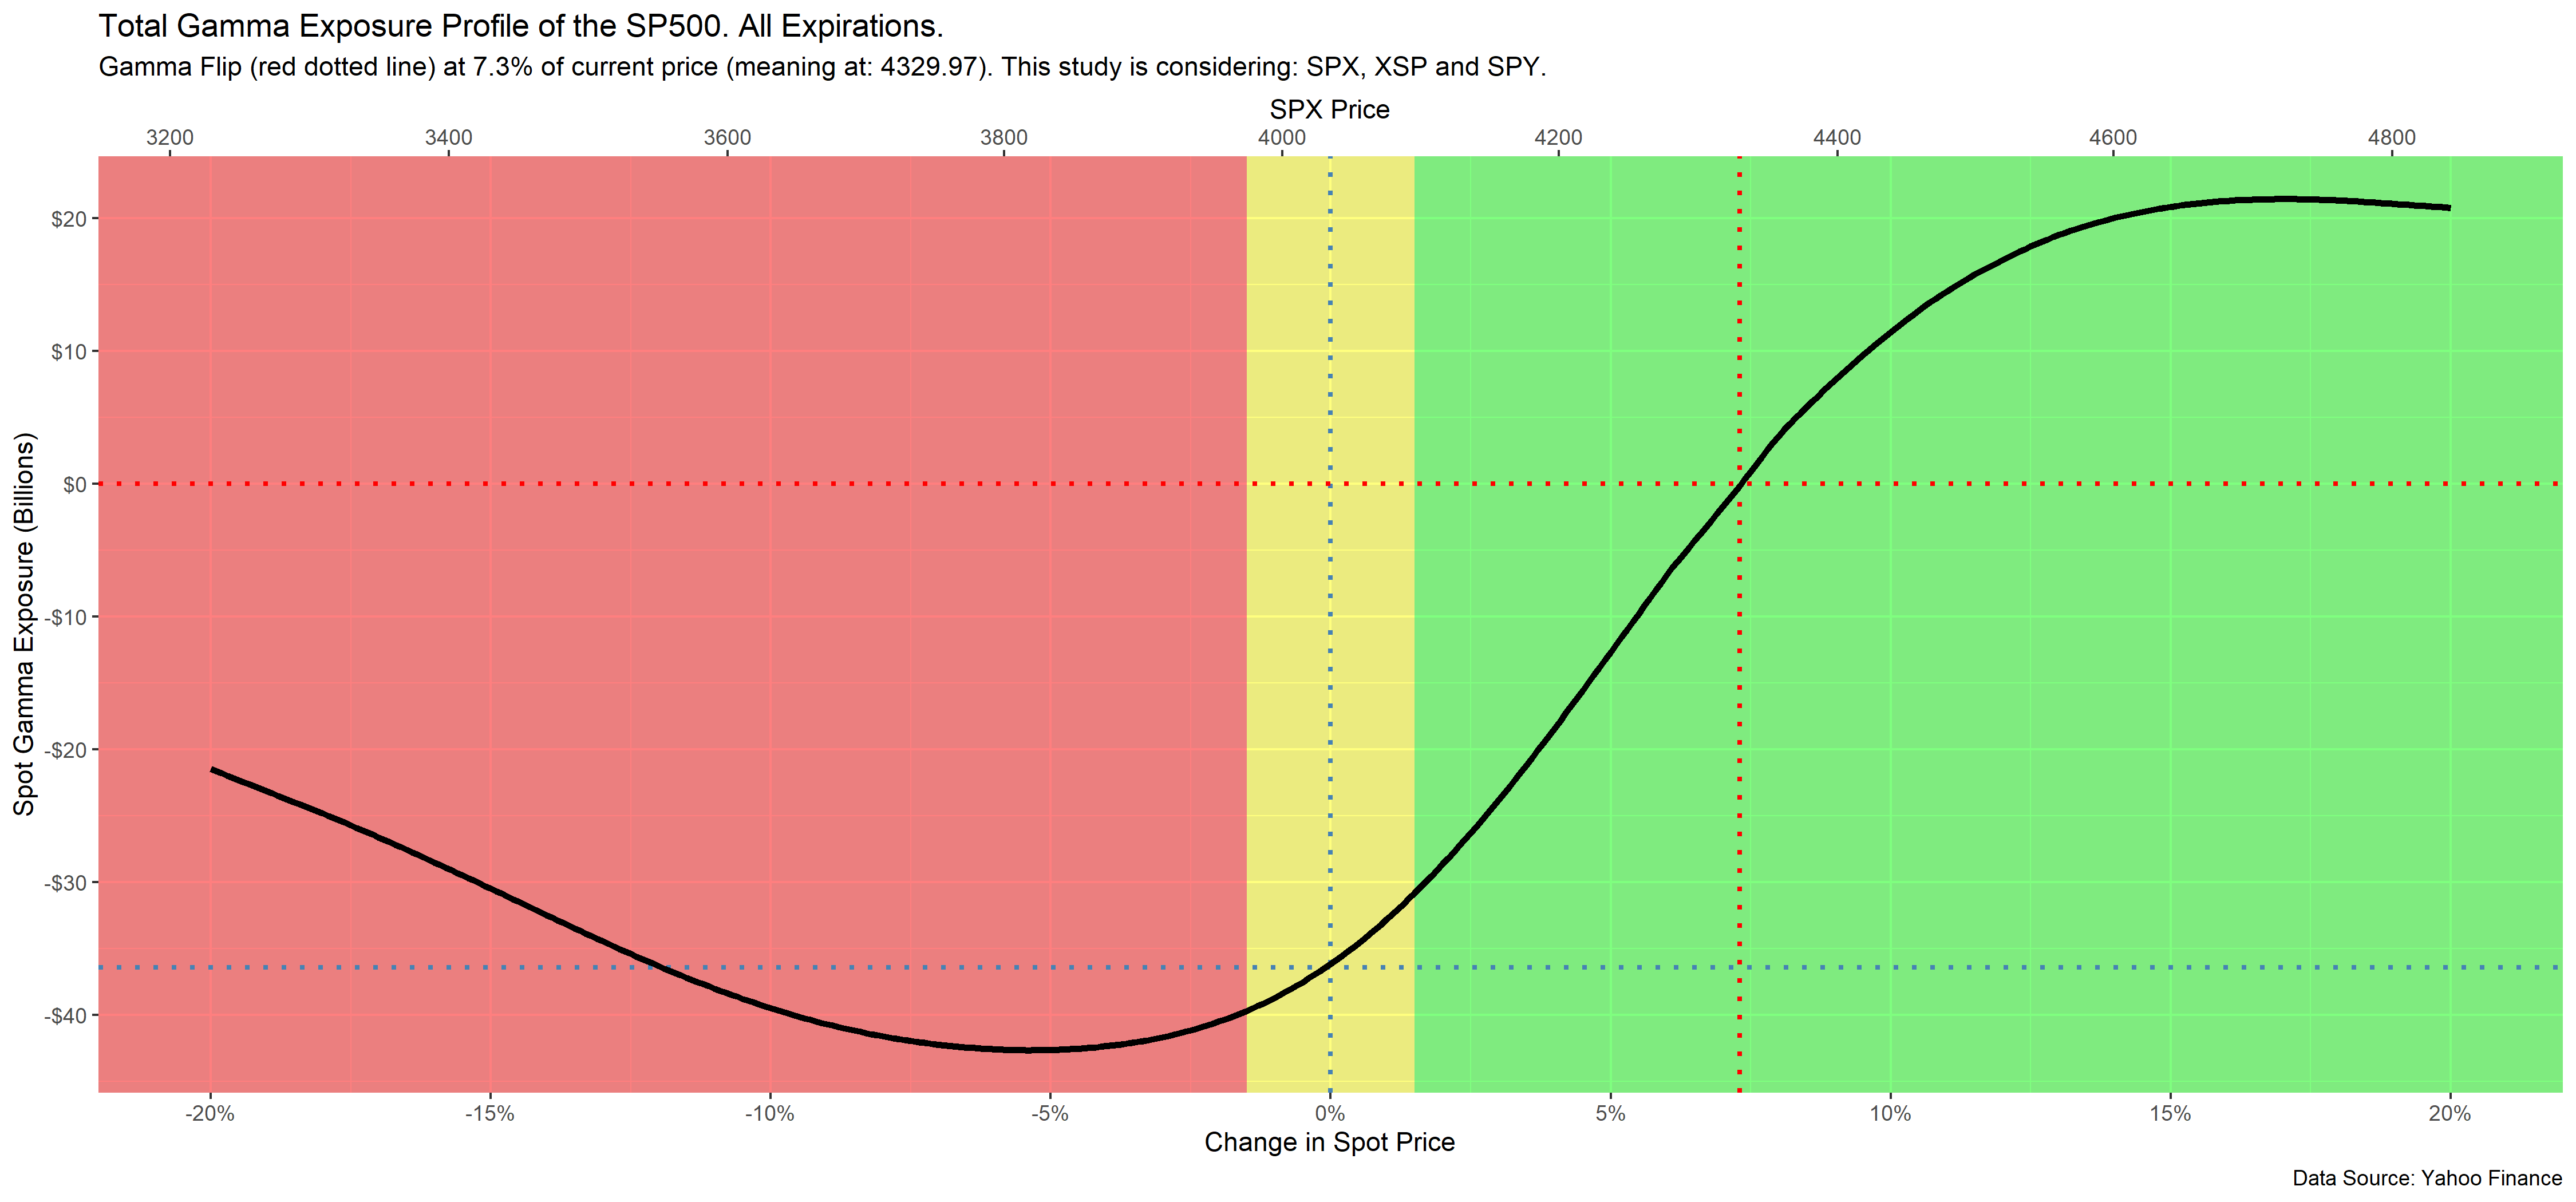 Total Gamma Exposure Profile of the SP500. All Expirations.
Gamma Flip (red dotted line) at 7.3% of current price (meaning at: 4329.97). This study is considering: SPX, XSP and SPY.
SPX Price
3200 3400 3600 3800 4000 4200 4400 4600 4800
Spot Gamma Exposure (Billions)
$20
$10
$0
-$10
-$20
-$30
-$40
-20% -15% -10% -5% 0% 5% 10% 15% 20%
Change in Spot Price
Data Source: Yahoo Finance